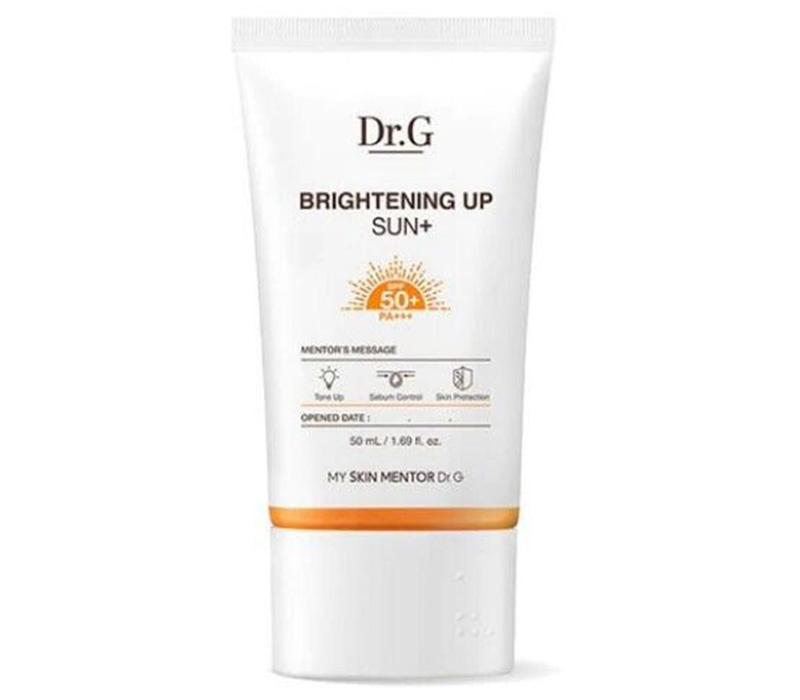 Dr.G
BRIGHTENING UP
SUN+
SPF
50+
PA+++
MENTOR'S MESSAGE
Tone Up Sebum Control Skin Protection
OPENED DATE : . .
50 mL / 1.69 fl. oz.
MY SKIN MENTOR Dr.G